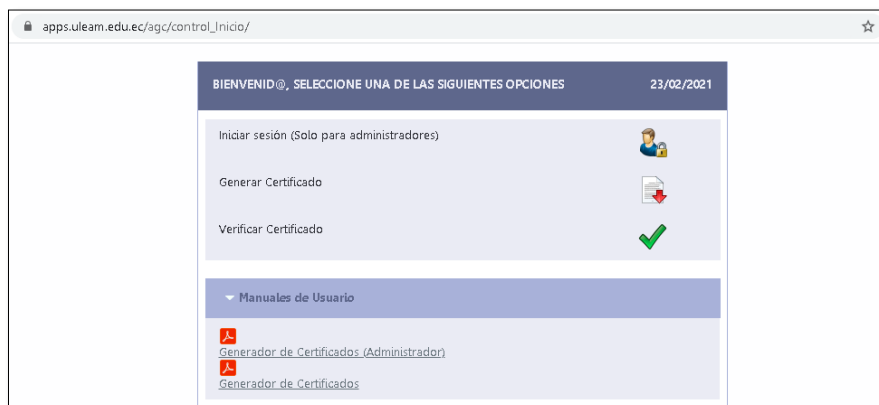 apps.uleam.edu.ec/agc/control_Inicio/
BIENVENID@, SELECCIONE UNA DE LAS SIGUIENTES OPCIONES 23/02/2021
Iniciar sesión (Solo para administradores)
Generar Certificado
Verificar Certificado
Manuales de Usuario
Generador de Certificados (Administrador)
Generador de Certificados